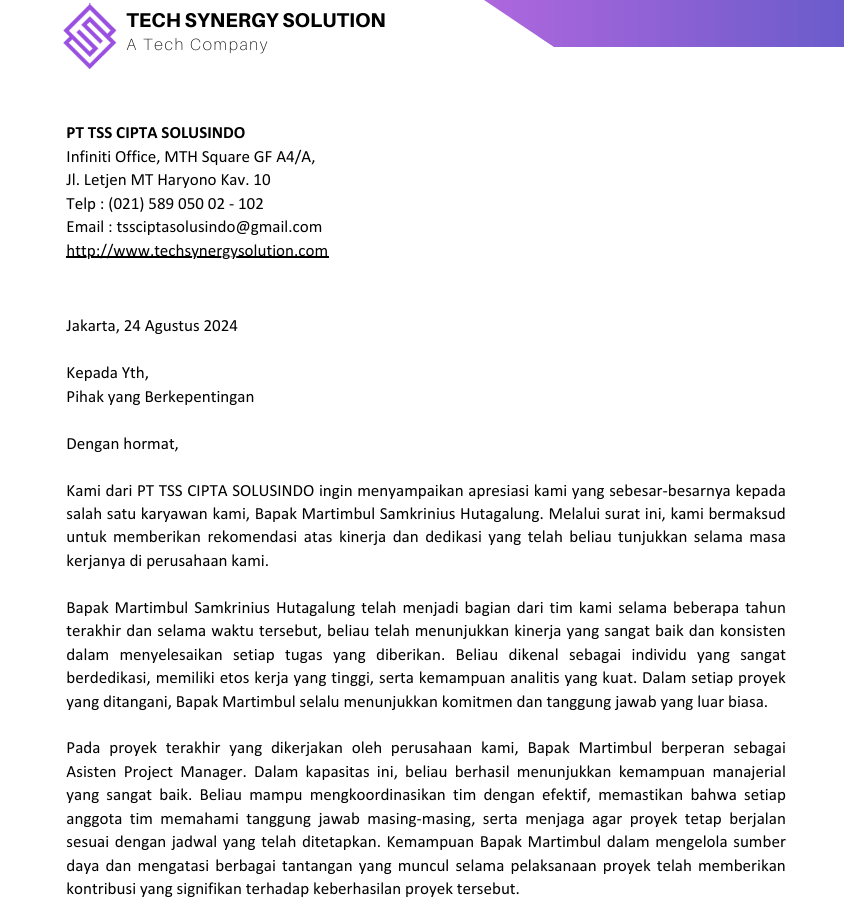 TECH SYNERGY SOLUTION
A Tech Company
PT TSS CIPTA SOLUSINDO
Infiniti Office, MTH Square GF A4/A,
Jl. Letjen MT Haryono Kav. 10
Telp : (021) 589 050 02 - 102
Email : tssciptasolusindo@gmail.com
http://www.techsynergysolution.com
Jakarta, 24 Agustus 2024
Kepada Yth,
Pihak yang Berkepentingan
Dengan hormat,
Kami dari PT TSS CIPTA SOLUSINDO ingin menyampaikan apresiasi kami yang sebesar-besarnya kepada
salah satu karyawan kami, Bapak Martimbul Samkrinius Hutagalung. Melalui surat ini, kami bermaksud
untuk memberikan rekomendasi atas kinerja dan dedikasi yang telah beliau tunjukkan selama masa
kerjanya di perusahaan kami.
Bapak Martimbul Samkrinius Hutagalung telah menjadi bagian dari tim kami selama beberapa tahun
terakhir dan selama waktu tersebut, beliau telah menunjukkan kinerja yang sangat baik dan konsisten
dalam menyelesaikan setiap tugas yang diberikan. Beliau dikenal sebagai individu yang sangat
berdedikasi, memiliki etos kerja yang tinggi, serta kemampuan analitis yang kuat. Dalam setiap proyek
yang ditangani, Bapak Martimbul selalu menunjukkan komitmen dan tanggung jawab yang luar biasa.
Pada proyek terakhir yang dikerjakan oleh perusahaan kami, Bapak Martimbul berperan sebagai
Asisten Project Manager. Dalam kapasitas ini, beliau berhasil menunjukkan kemampuan manajerial
yang sangat baik. Beliau mampu mengkoordinasikan tim dengan efektif, memastikan bahwa setiap
anggota tim memahami tanggung jawab masing-masing, serta menjaga agar proyek tetap berjalan
sesuai dengan jadwal yang telah ditetapkan. Kemampuan Bapak Martimbul dalam mengelola sumber
daya dan mengatasi berbagai tantangan yang muncul selama pelaksanaan proyek telah memberikan
kontribusi yang signifikan terhadap keberhasilan proyek tersebut.